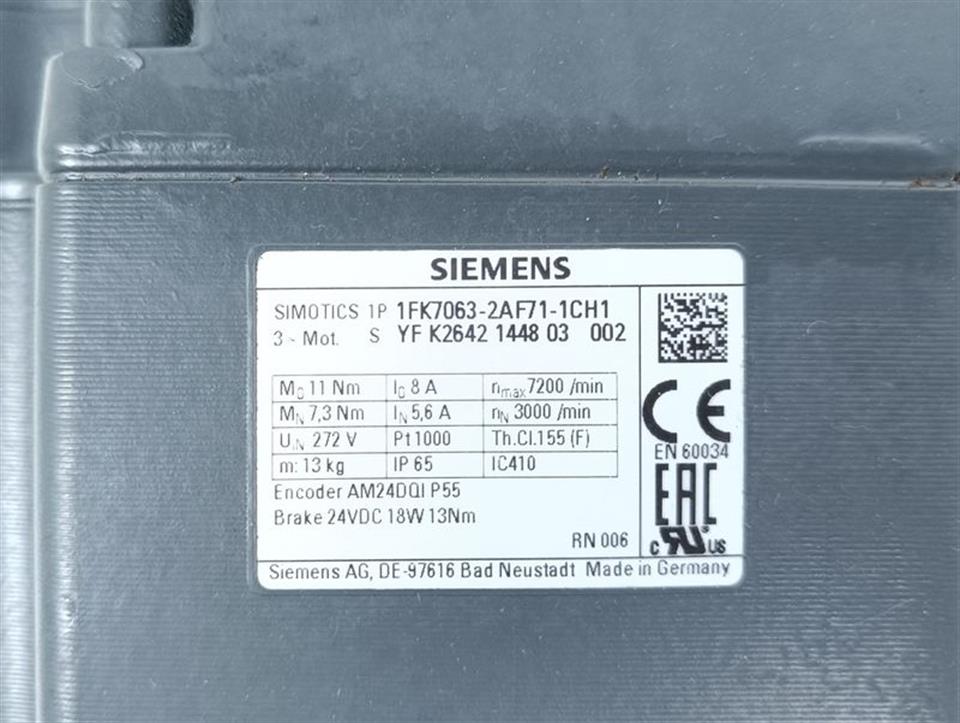 SIEMENS
SIMOTICS 1P 1FK7063-2AF71-1CH1
3~Mot. S YF K2642 1448 03 002
M0 11 Nm I0 8 A nmax 7200 /min
MN 7,3 Nm IN 5,6 A nN 3000 /min
UIN 272 V Pt1000 Th.Cl.155 (F)
m: 13 kg IP 65 IC410
CE
EN 60034
Encoder AM24DQI P55
Brake 24VDC 18W 13Nm
EAC
RN 006
c RU ® US
Siemens AG, DE-97616 Bad Neustadt Made in Germany